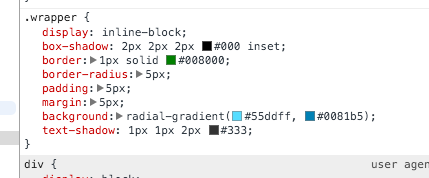 .wrapper {
display: inline-block;
box-shadow: 2px 2px 2px #000 inset;
border: 1px solid #008000;
border-radius: 5px;
padding: 5px;
margin: 5px;
background: radial-gradient( #55ddff, #0081b5);
text-shadow: 1px 1px 2px #333;
}
div {
user agen
display: block;